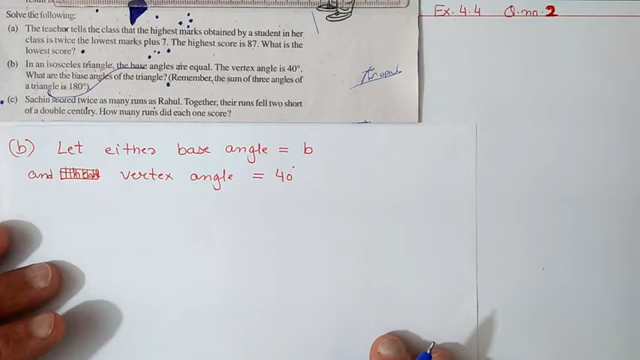 Solve the following:
(a) The teacher tells the class that the highest marks obtained by a student in her
class is twice the lowest marks plus 7. The highest score is 87. What is the
lowest score?
(b) In an isosceles triangle, the base angles are equal. The vertex angle is 40°.
What are the base angles of the triangle? (Remember, the sum of three angles of
a triangle is 180°).
(c) Sachin scored twice as many runs as Rahul. Together, their runs fell two short
of a double century. How many runs did each one score?
Ex. 4.4 Q. no. 2
(b) Let either base angle = b
and vertex angle = 40°